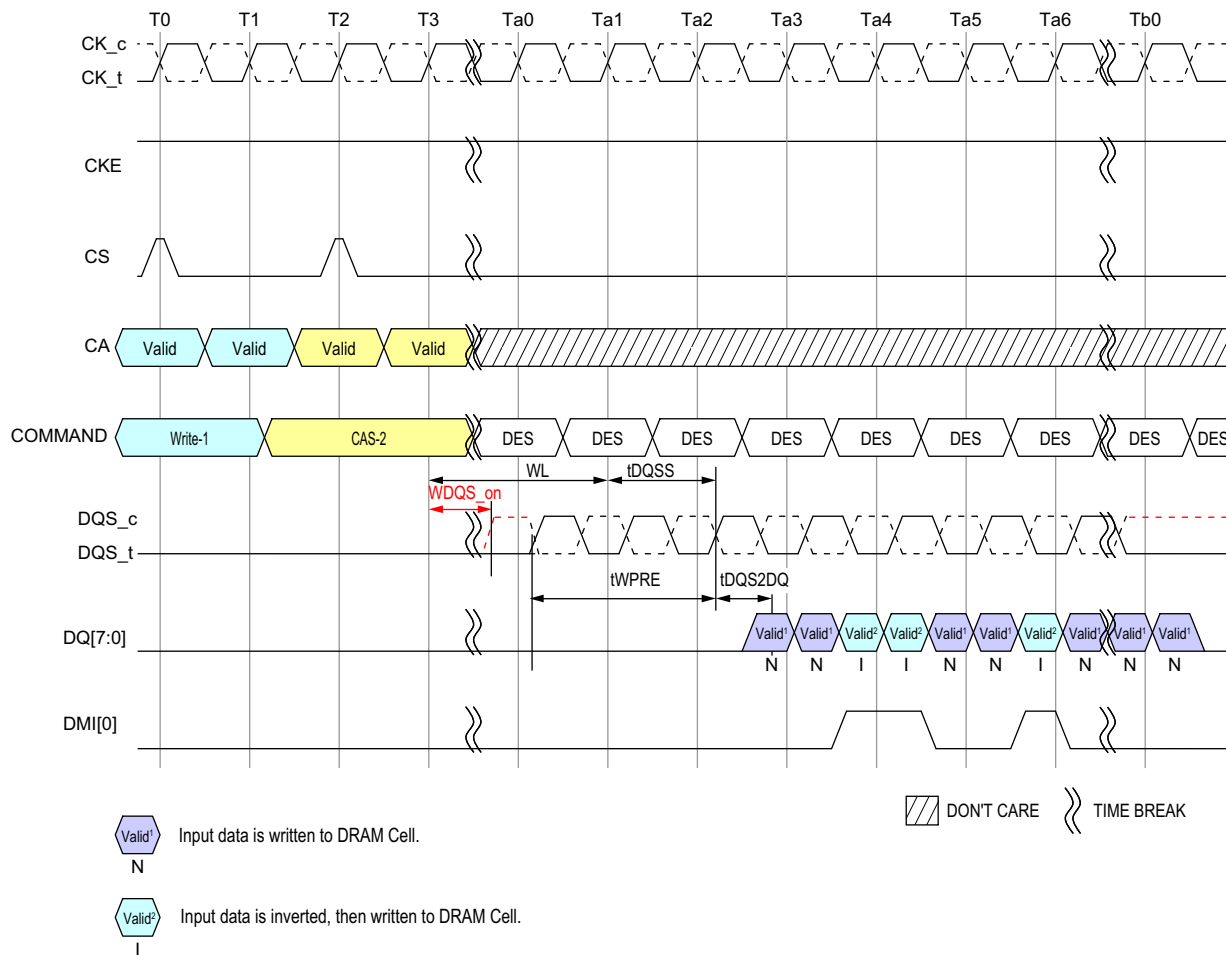 T0 T1 T2 T3 Ta0 Ta1 Ta2 Ta3 Ta4 Ta5 Ta6 Tb0
CK_c
CK_t
CKE
CS
CA Valid Valid Valid Valid
COMMAND Write-1 CAS-2 DES DES DES DES DES DES DES DES DES
WL tDQSS
WDQS_on
DQS_c
DQS_t
tWPRE tDQS2DQ
DQ[7:0] Valid¹ Valid¹ Valid² Valid² Valid¹ Valid¹ Valid² Valid¹ Valid¹ Valid¹
N N I I N N I N N N
DMI[0]
DON'T CARE TIME BREAK
Valid¹ Input data is written to DRAM Cell.
N
Valid² Input data is inverted, then written to DRAM Cell.
I